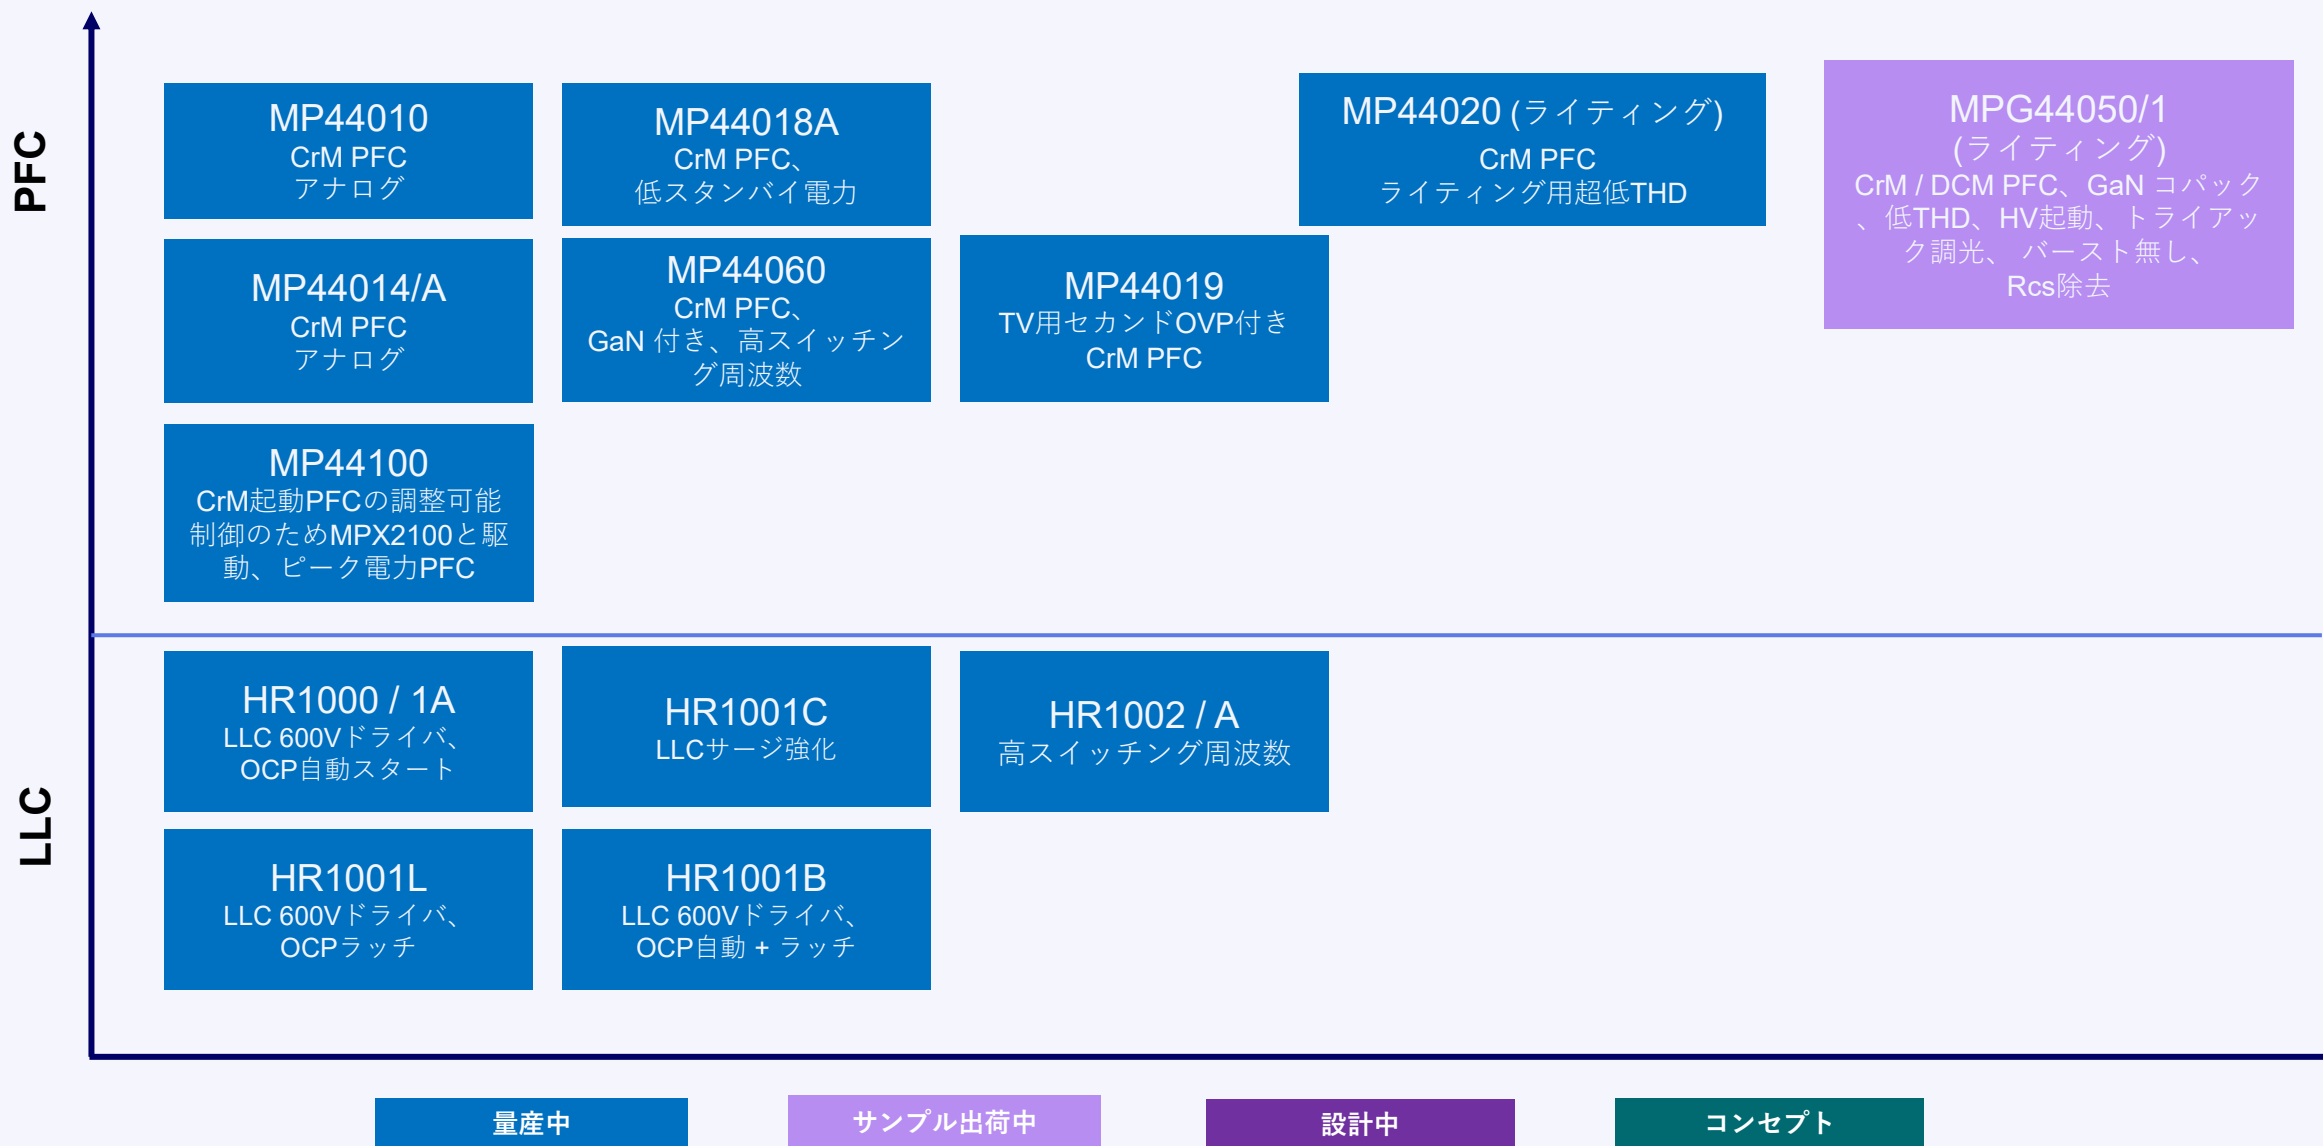 PFC
MP44010
CrM PFC
アナログ
MP44018A
CrM PFC、
低スタンバイ電力
MP44020 (ライティング)
CrM PFC
ライティング用超低THD
MPG44050/1
(ライティング)
CrM / DCM PFC、GaN コパック
、低THD、HV起動、トライアッ
ク調光、 バースト無し、
Rcs除去
MP44014/A
CrM PFC
アナログ
MP44060
CrM PFC、
GaN 付き、高スイッチン
グ周波数
MP44019
TV用セカンドOVP付き
CrM PFC
MP44100
CrM起動PFCの調整可能
制御のためMPX2100と駆
動、ピーク電力PFC
LLC
HR1000 / 1A
LLC 600Vドライバ、
OCP自動スタート
HR1001C
LLCサージ強化
HR1002 / A
高スイッチング周波数
HR1001L
LLC 600Vドライバ、
OCPラッチ
HR1001B
LLC 600Vドライバ、
OCP自動 + ラッチ
量産中
サンプル出荷中
設計中
コンセプト